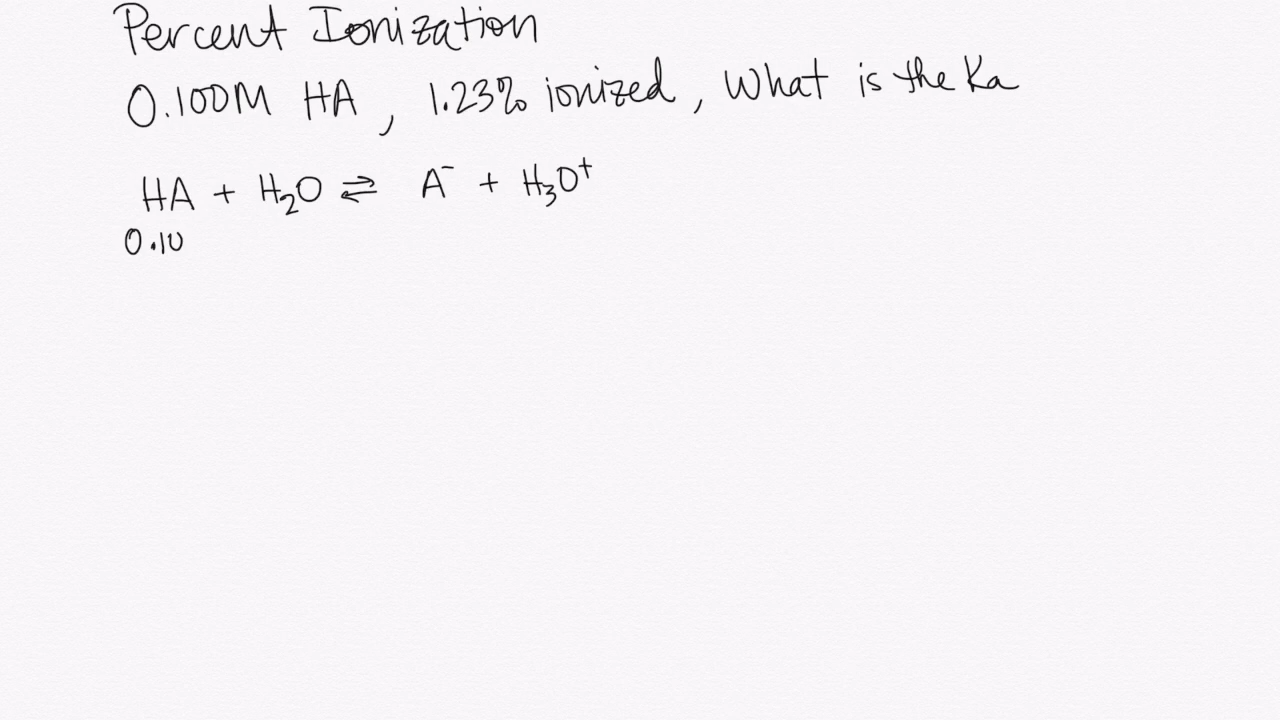 Percent Ionization
0.100M HA, 1.23% ionized, What is the Ka
HA + H₂O ⇌ A⁻ + H₃O⁺
0.10